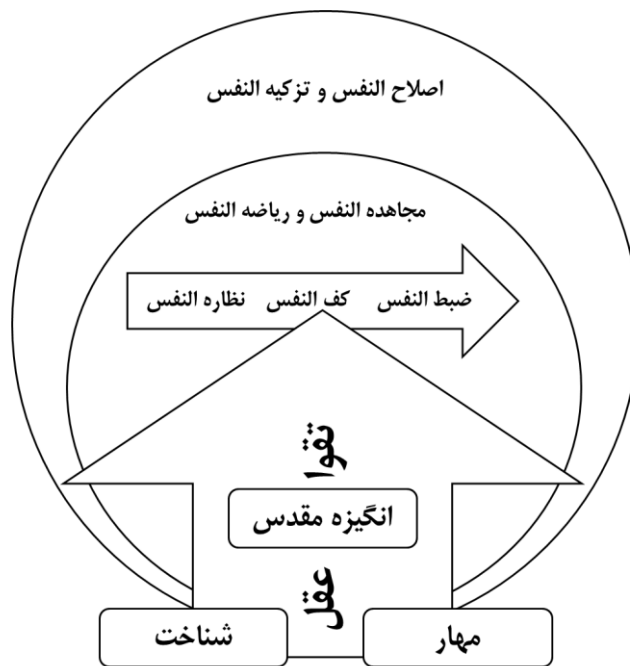 اصلاح النفس و تزکیه النفس
مجاهده النفس و ریاضه النفس
ضبط النفس کف النفس نظاره النفس
تقوا
انگیزه مقدس
عقل
مهار شناخت